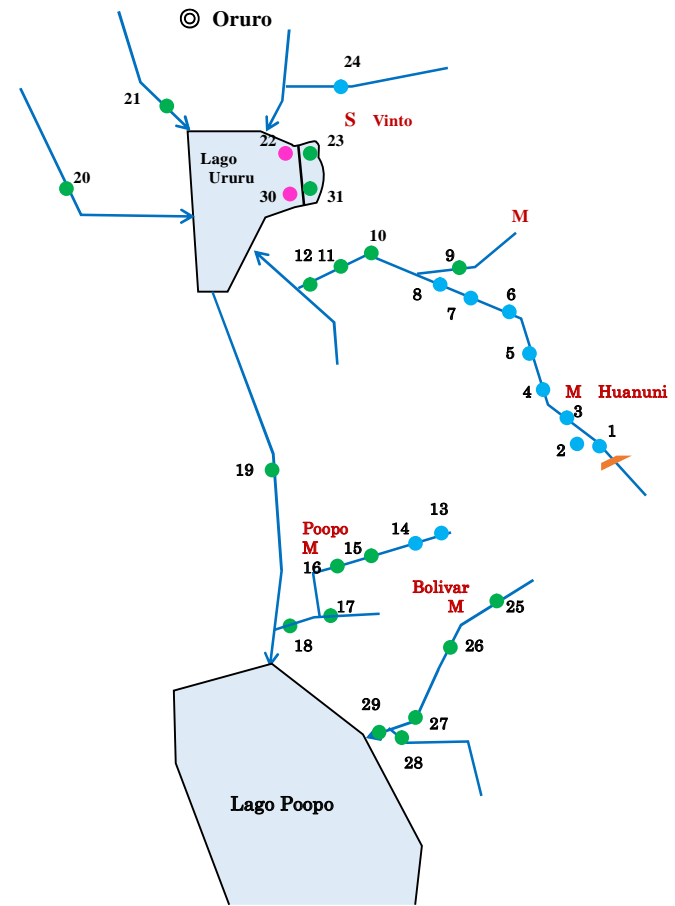 Oruro
24
21
S Vinto
22 23
Lago
Ururu
20
30 31
M
10
12 11 9
8
7 6
5
4 M Huanuni
3
1
2
19
13
Poopo 14
M 15
16
Bolivar
M 25
17
18 26
29
27
28
Lago Poopo